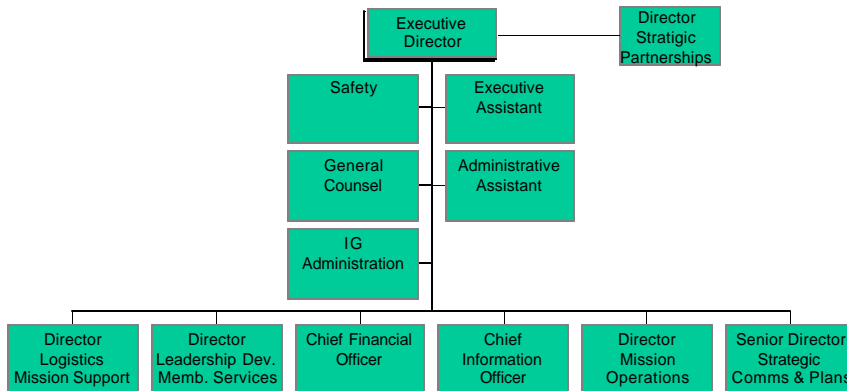 Executive
Director
Director
Stratigic
Partnerships
Safety
Executive
Assistant
General
Counsel
Administrative
Assistant
IG
Administration
Director
Logistics
Mission Support
Director
Leadership Dev.
Memb. Services
Chief Financial
Officer
Chief
Information
Officer
Director
Mission
Operations
Senior Director
Strategic
Comms & Plans